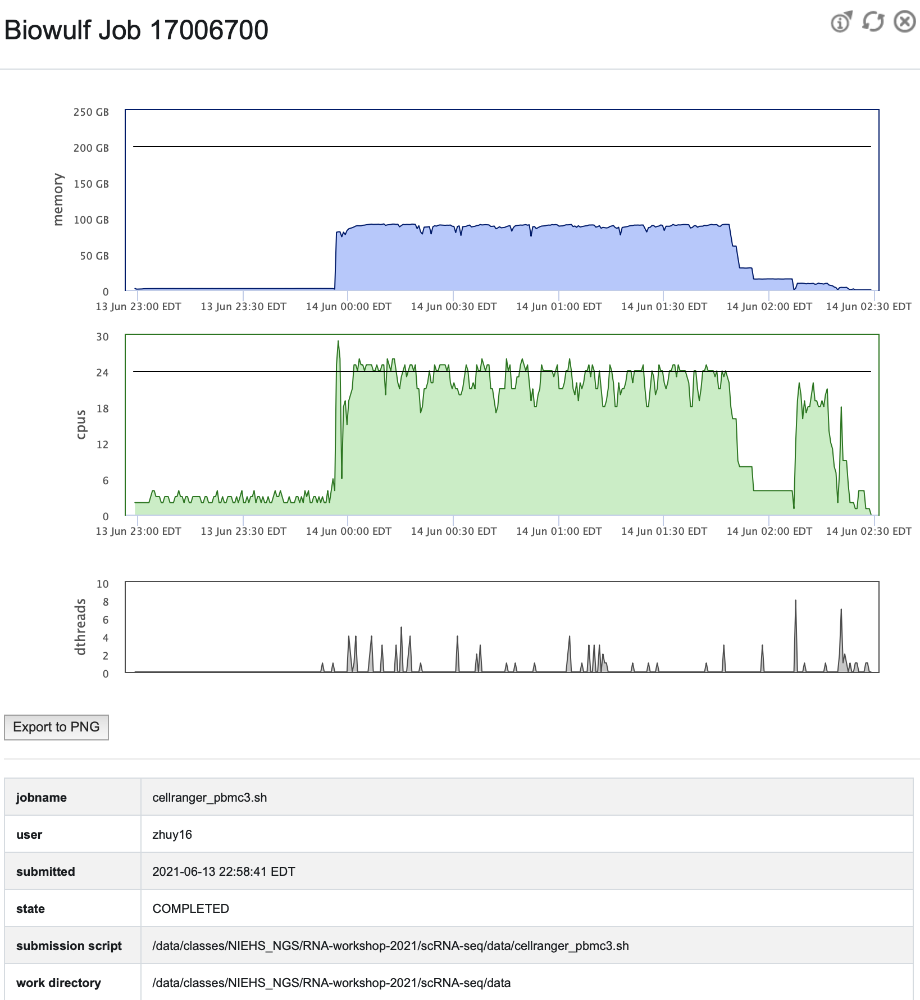 Biowulf Job 17006700
250 GB
200 GB
150 GB
100 GB
50 GB
0
memory
13 Jun 23:00 EDT 13 Jun 23:30 EDT 14 Jun 00:00 EDT 14 Jun 00:30 EDT 14 Jun 01:00 EDT 14 Jun 01:30 EDT 14 Jun 02:00 EDT 14 Jun 02:30 EDT
30
24
18
12
6
0
cpus
13 Jun 23:00 EDT 13 Jun 23:30 EDT 14 Jun 00:00 EDT 14 Jun 00:30 EDT 14 Jun 01:00 EDT 14 Jun 01:30 EDT 14 Jun 02:00 EDT 14 Jun 02:30 EDT
10
8
6
4
2
0
dthreads
Export to PNG
jobname cellranger_pbmc3.sh
user zhuy16
submitted 2021-06-13 22:58:41 EDT
state COMPLETED
submission script /data/classes/NIEHS_NGS/RNA-workshop-2021/scRNA-seq/data/cellranger_pbmc3.sh
work directory /data/classes/NIEHS_NGS/RNA-workshop-2021/scRNA-seq/data